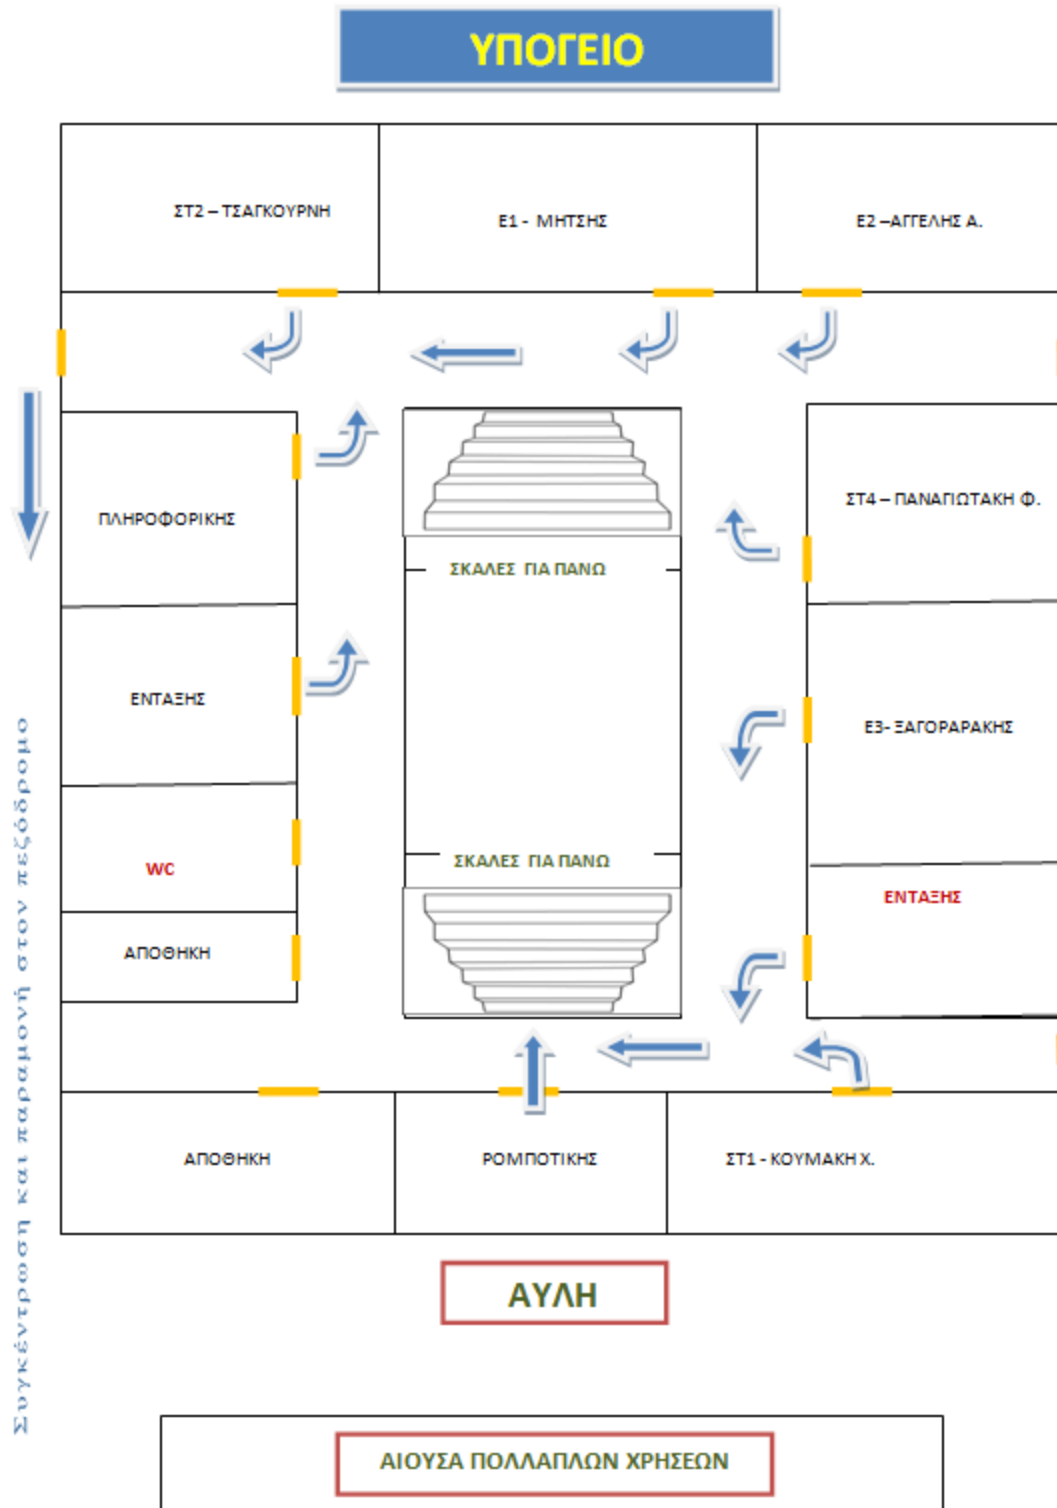 ΥΠΟΓΕΙΟ
ΣΤ2 – ΤΣΑΓΚΟΥΡΝΗ
Ε1 - ΜΗΤΣΗΣ
Ε2 –ΑΓΓΕΛΗΣ Α.
ΠΛΗΡΟΦΟΡΙΚΗΣ
ΣΤ4 – ΠΑΝΑΓΙΩΤΑΚΗ Φ.
ΣΚΑΛΕΣ ΓΙΑ ΠΑΝΩ
ΕΝΤΑΞΗΣ
Ε3- ΞΑΓΟΡΑΡΑΚΗΣ
WC
ΣΚΑΛΕΣ ΓΙΑ ΠΑΝΩ
ΕΝΤΑΞΗΣ
ΑΠΟΘΗΚΗ
Συγκέντρωση και παραμονή στον πεζόδρομο
ΑΠΟΘΗΚΗ
ΡΟΜΠΟΤΙΚΗΣ
ΣΤ1 - ΚΟΥΜΑΚΗ Χ.
ΑΥΛΗ
ΑΙΟΥΣΑ ΠΟΛΛΑΠΛΩΝ ΧΡΗΣΕΩΝ